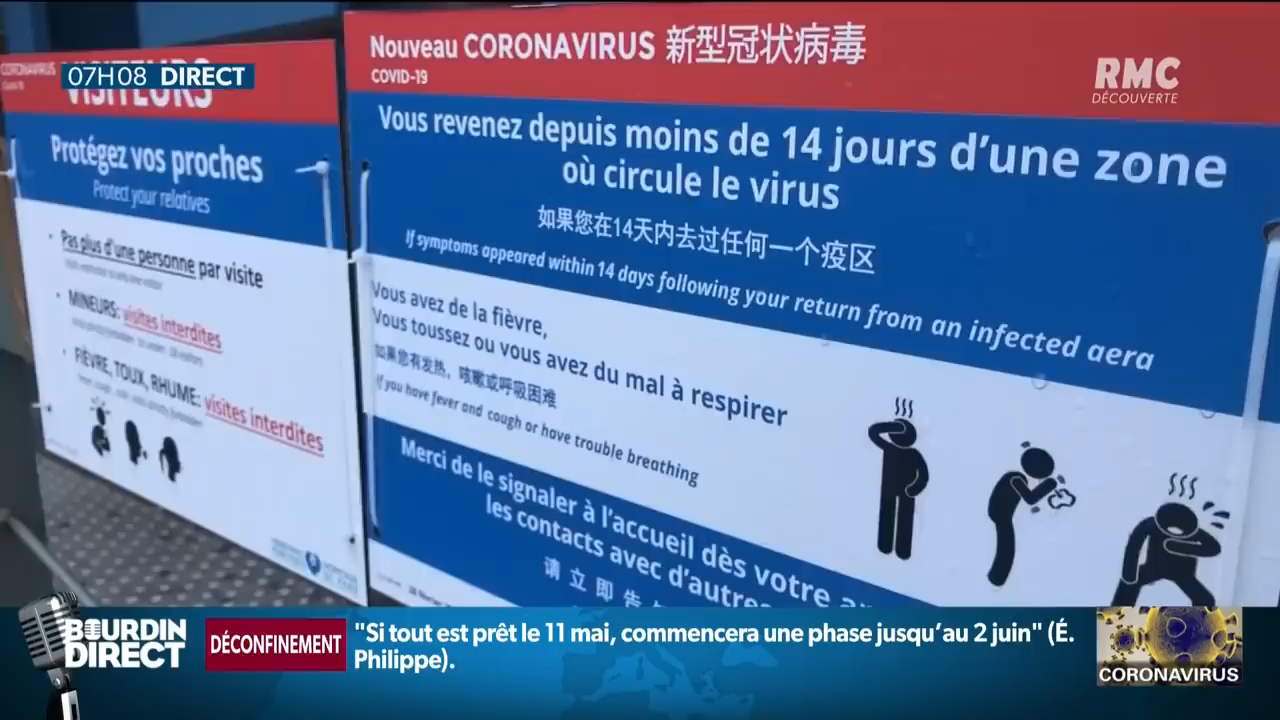 07H08 DIRECT
RMC
DÉCOUVERTE
VISITEURS
Protégez vos proches
Protect your relatives
Pas plus d'une personne par visite
MINEURS: visites interdites
FIÈVRE, TOUX, RHUME: visites interdites
Nouveau CORONAVIRUS 新型冠状病毒
COVID-19
Vous revenez depuis moins de 14 jours d'une zone
où circule le virus
如果您在14天内去过任何一个疫区
If symptoms appeared within 14 days following your return from an infected aera
Vous avez de la fièvre,
Vous toussez ou vous avez du mal à respirer
如果您有发热，咳嗽或呼吸困难
If you have fever and cough or have trouble breathing
Merci de le signaler à l'accueil dès votre
les contacts avec d'autres
请立即告
BOURDIN
DIRECT
DÉCONFINEMENT
"Si tout est prêt le 11 mai, commencera une phase jusqu'au 2 juin" (É.
Philippe).
CORONAVIRUS